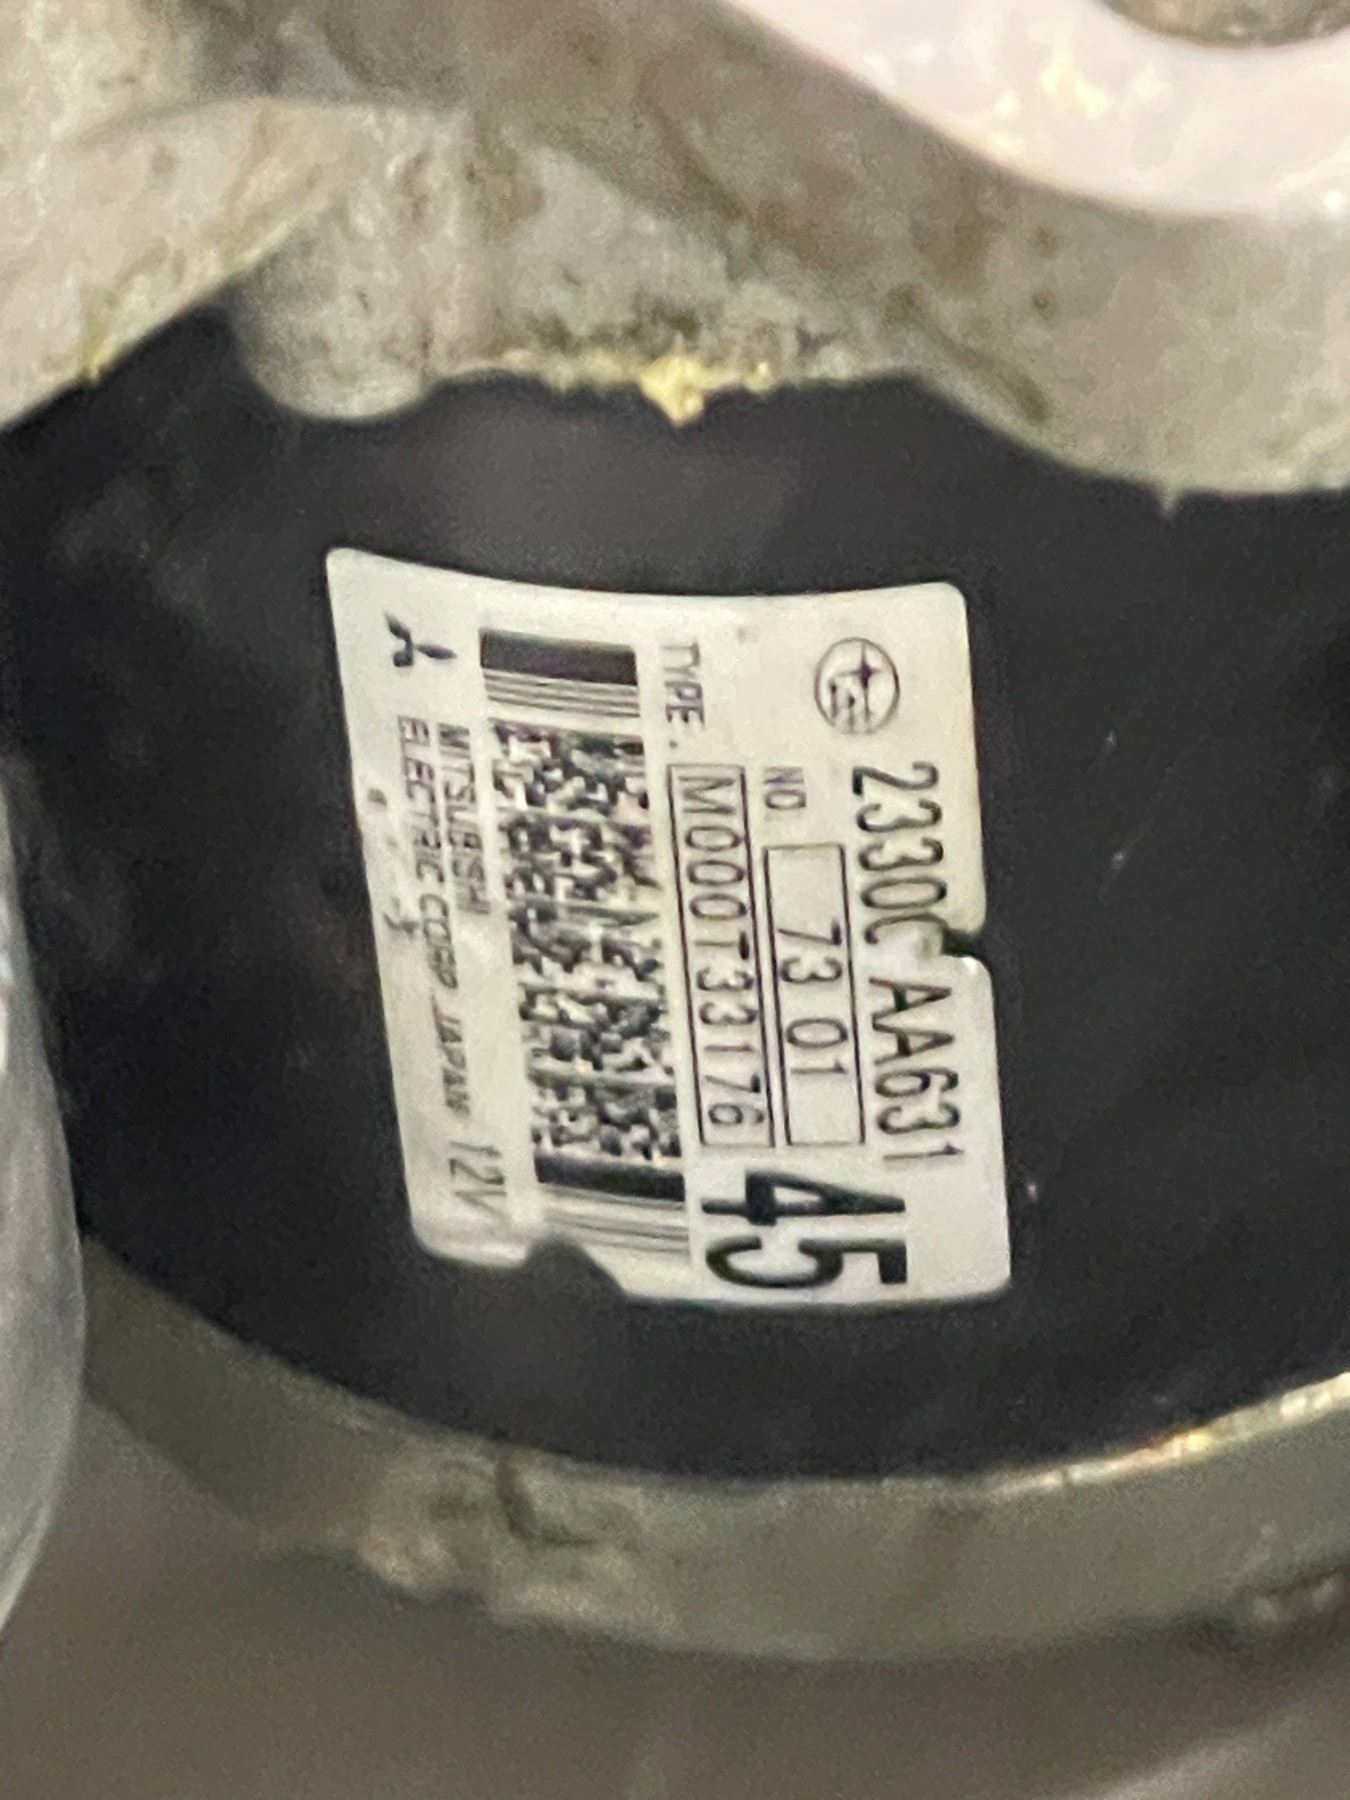 23300 AA631
NO. 73 01
45
TYPE. M000T33176
MITSUBISHI
ELECTRIC CORP. JAPAN 12V